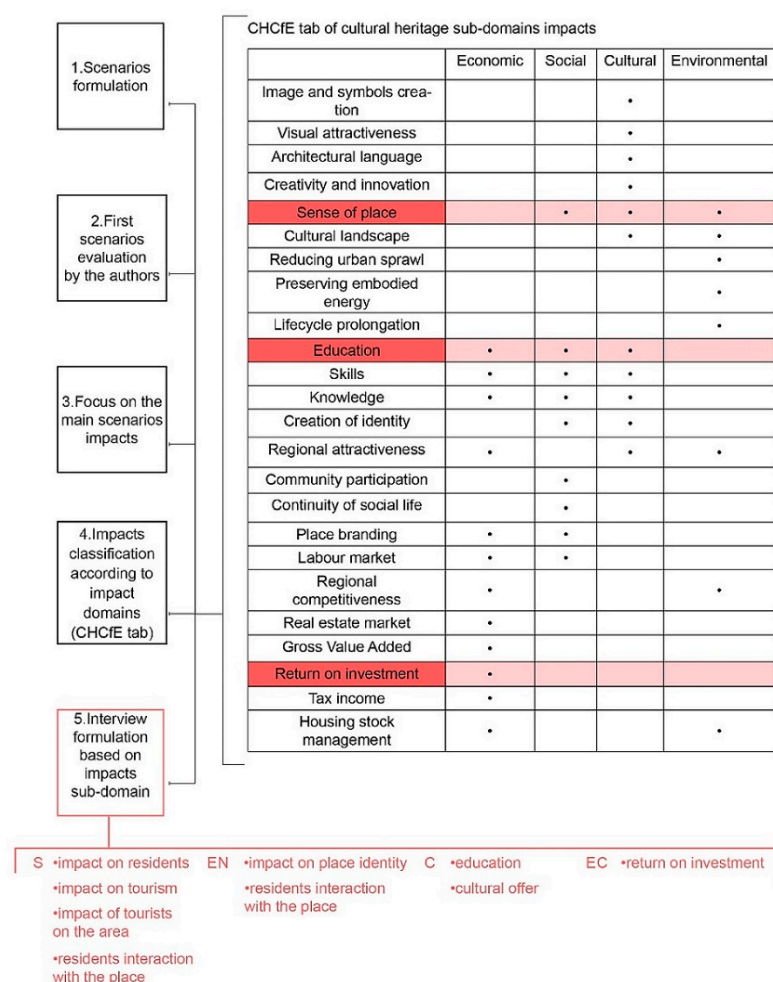 1.Scenarios
formulation
2.First
scenarios
evaluation
by the authors
3.Focus on the
main scenarios
impacts
4.Impacts
classification
according to
impact
domains
(CHCfE tab)
5.Interview
formulation
based on
impacts
sub-domain
CHCfE tab of cultural heritage sub-domains impacts
Economic Social Cultural Environmental
Image and symbols crea-
tion •
Visual attractiveness •
Architectural language •
Creativity and innovation •
Sense of place • • •
Cultural landscape • •
Reducing urban sprawl •
Preserving embodied
energy •
Lifecycle prolongation •
Education • • •
Skills • • •
Knowledge • • •
Creation of identity • •
Regional attractiveness • • •
Community participation •
Continuity of social life •
Place branding • •
Labour market • •
Regional
competitiveness • •
Real estate market •
Gross Value Added •
Return on investment •
Tax income •
Housing stock
management • •
S •impact on residents
•impact on tourism
•impact of tourists
on the area
•residents interaction
with the place
EN •impact on place identity
•residents interaction
with the place
C •education
•cultural offer
EC •return on investment